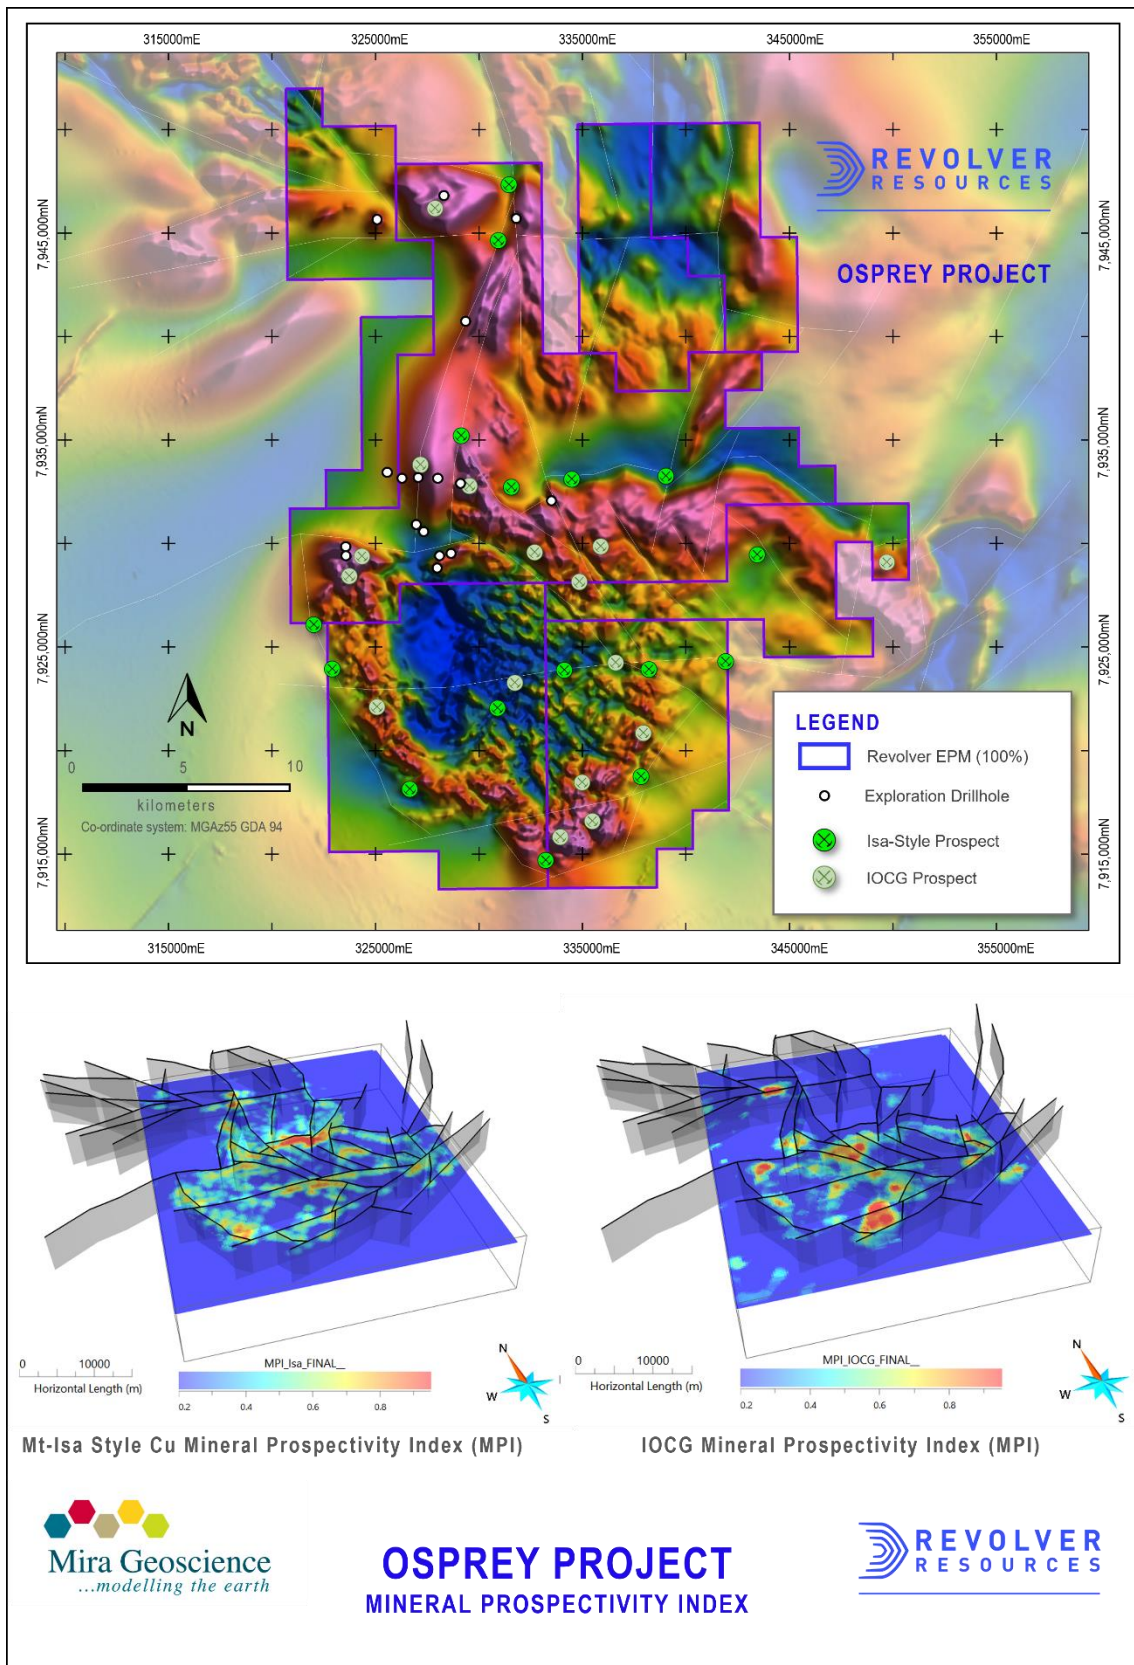 315000mE 325000mE 335000mE 345000mE 355000mE
REVOLVER
RESOURCES
7,945,000mN 7,945,000mN
OSPREY PROJECT
7,935,000mN 7,935,000mN
7,925,000mN 7,925,000mN
N
0 5 10
kilometers
Co-ordinate system: MGAz55 GDA 94
LEGEND
Revolver EPM (100%)
Exploration Drillhole
Isa-Style Prospect
IOCG Prospect
7,915,000mN 7,915,000mN
315000mE 325000mE 335000mE 345000mE 355000mE
0 10000
Horizontal Length (m)
MPI_Isa_FINAL__
0.2 0.4 0.6 0.8
N
W
S
0 10000
Horizontal Length (m)
MPI_IOCG_FINAL__
0.2 0.4 0.6 0.8
N
W
S
Mt-Isa Style Cu Mineral Prospectivity Index (MPI)
IOCG Mineral Prospectivity Index (MPI)
Mira Geoscience
...modelling the earth
OSPREY PROJECT
MINERAL PROSPECTIVITY INDEX
REVOLVER
RESOURCES